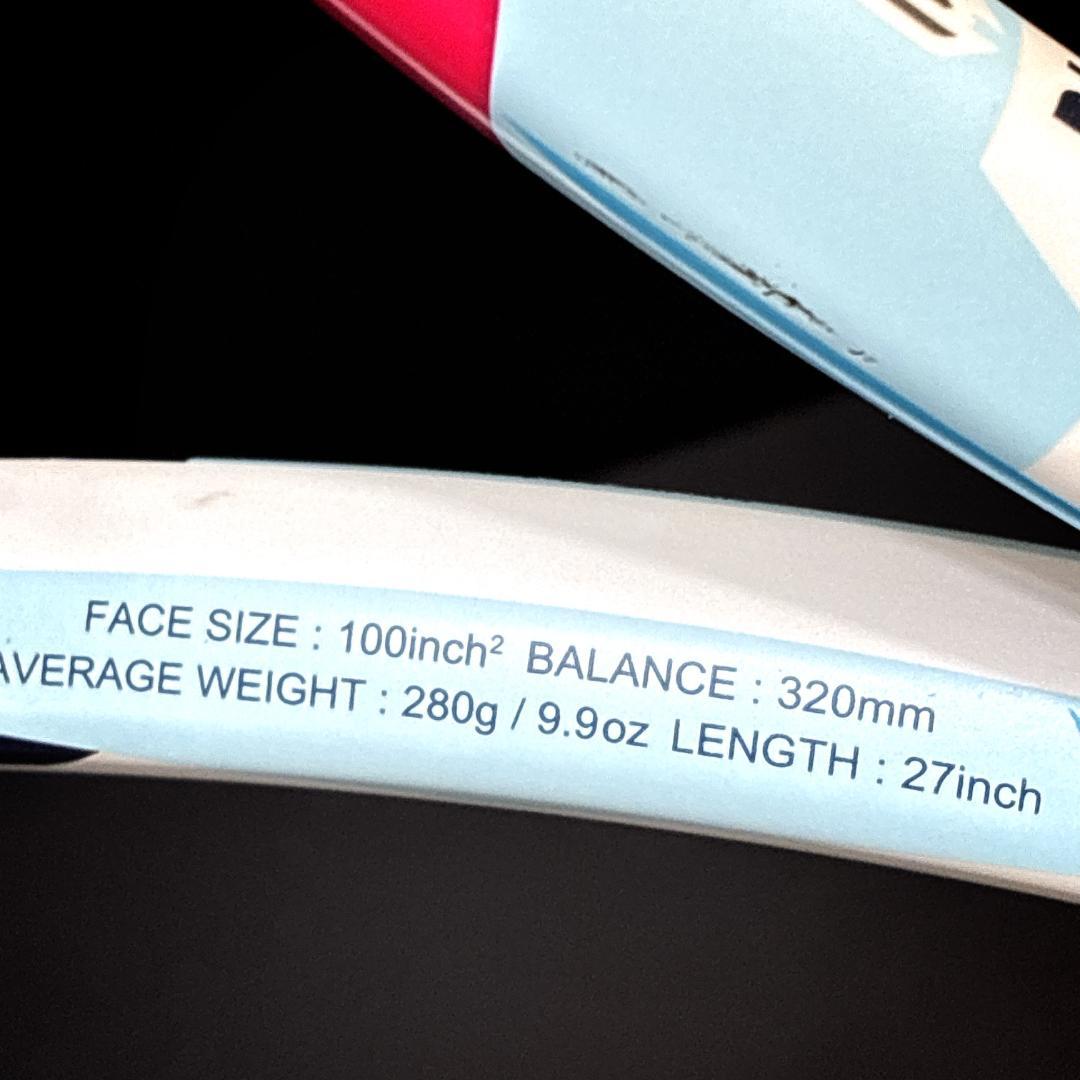 FACE SIZE : 100inch² BALANCE : 320mm
AVERAGE WEIGHT : 280g / 9.9oz LENGTH : 27inch